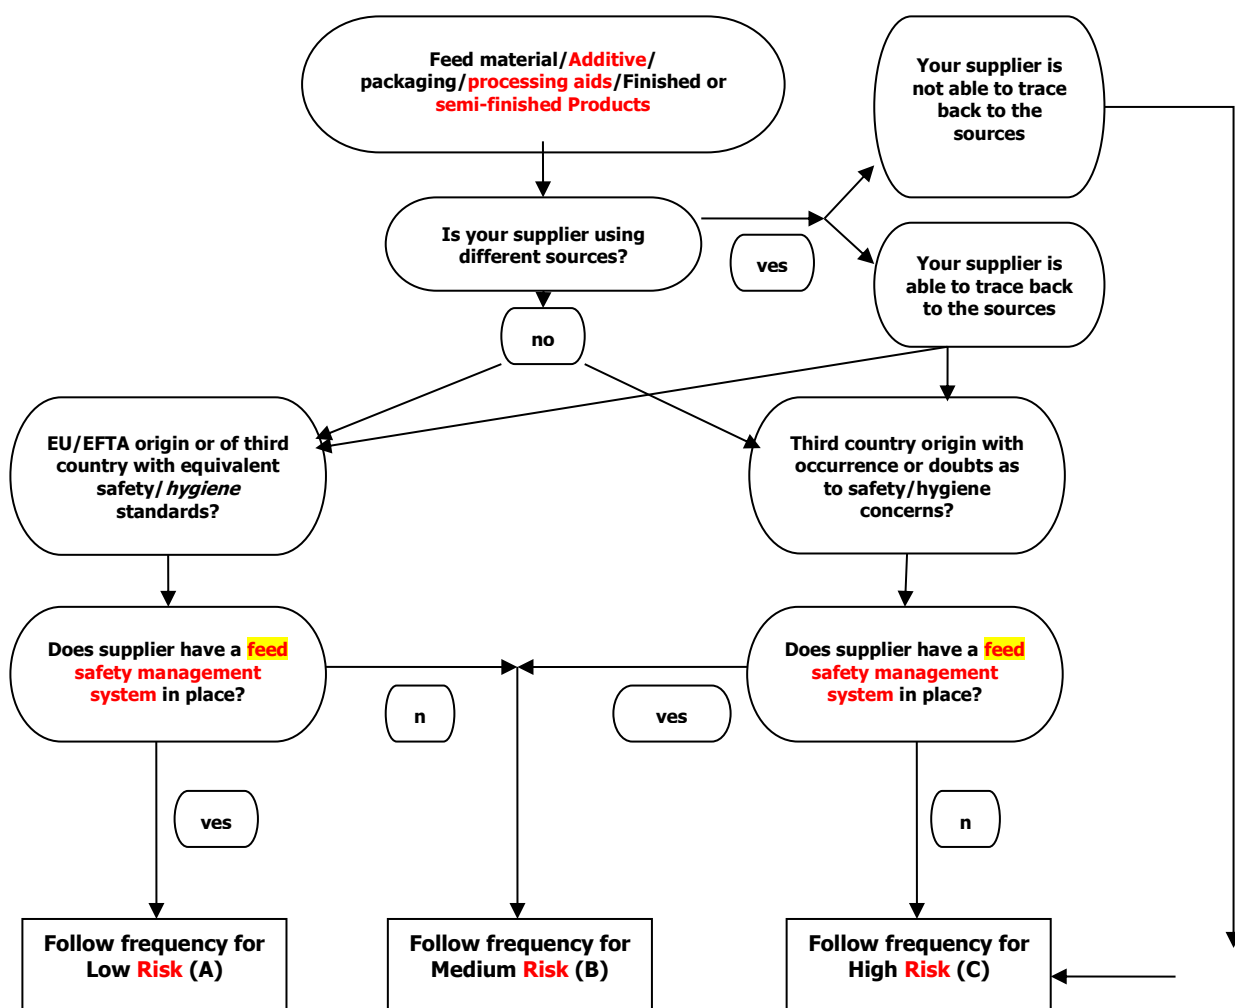 Feed material/Additive/
packaging/processing aids/Finished or
semi-finished Products
Your supplier is
not able to trace
back to the
sources
Is your supplier using
different sources?
ves
Your supplier is
able to trace back
to the sources
no
EU/EFTA origin or of third
country with equivalent
safety/hygiene
standards?
Third country origin with
occurrence or doubts as
to safety/hygiene
concerns?
Does supplier have a feed
safety management
system in place?
n
ves
Does supplier have a feed
safety management
system in place?
ves
n
Follow frequency for
Low Risk (A)
Follow frequency for
Medium Risk (B)
Follow frequency for
High Risk (C)